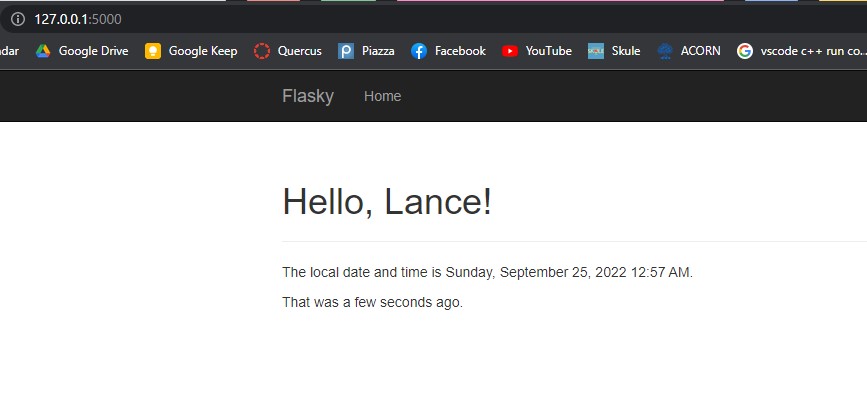 127.0.0.1:5000
dar Google Drive Google Keep Quercus Piazza Facebook YouTube Skule ACORN vscode c++ run co...
Flasky Home
Hello, Lance!
The local date and time is Sunday, September 25, 2022 12:57 AM.
That was a few seconds ago.